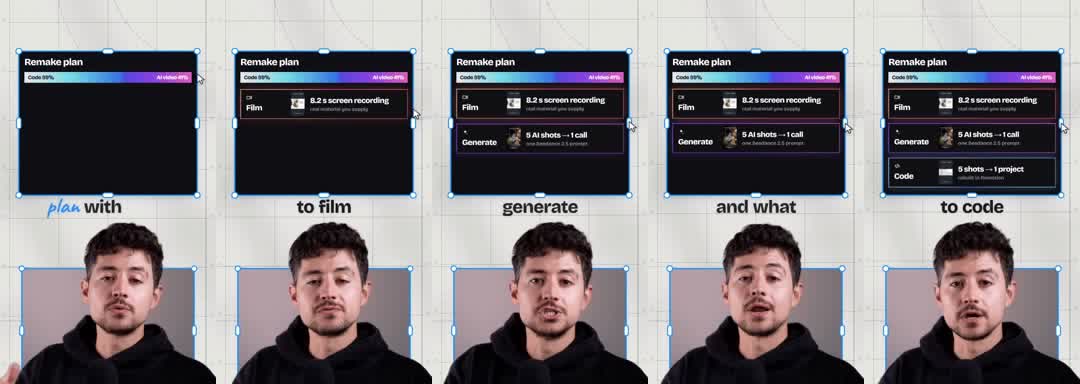 Remake plan
Code 59%
AI video 41%
plan with
Remake plan
Code 59%
AI video 41%
Film
8.2 s screen recording
real material you supply
to film
Remake plan
Code 59%
AI video 41%
Film
8.2 s screen recording
real material you supply
Generate
5 AI shots → 1 call
one Seedance 2.5 prompt
generate
Remake plan
Code 59%
AI video 41%
Film
8.2 s screen recording
real material you supply
Generate
5 AI shots → 1 call
one Seedance 2.5 prompt
and what
Remake plan
Code 59%
AI video 41%
Film
8.2 s screen recording
real material you supply
Generate
5 AI shots → 1 call
one Seedance 2.5 prompt
Code
5 shots → 1 project
rebuilt in Remotion
to code